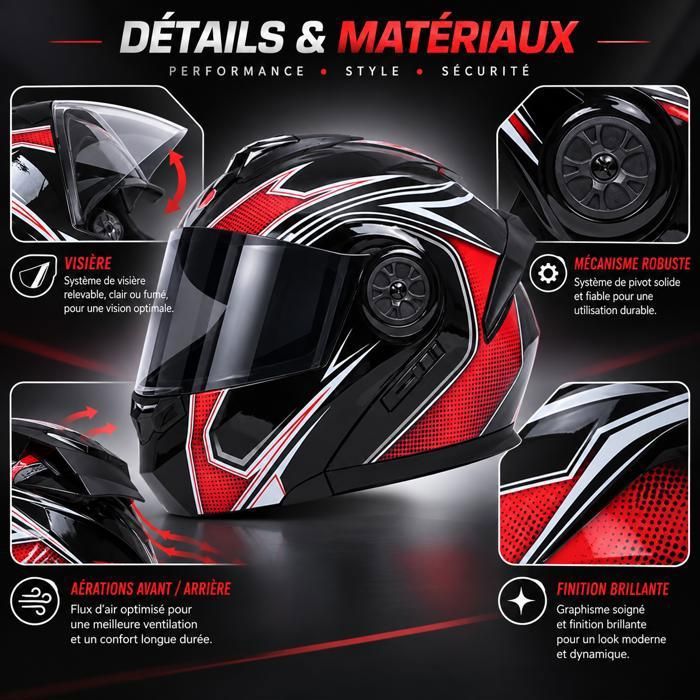 DÉTAILS & MATÉRIAUX
PERFORMANCE • STYLE • SÉCURITÉ
VISIÈRE
Système de visière
relevable, clair ou fumé,
pour une vision optimale.
MÉCANISME ROBUSTE
Système de pivot solide
et fiable pour une
utilisation durable.
AÉRATIONS AVANT / ARRIÈRE
Flux d'air optimisé pour
une meilleure ventilation
et un confort longue durée.
FINITION BRILLANTE
Graphisme soigné
et finition brillante
pour un look moderne
et dynamique.